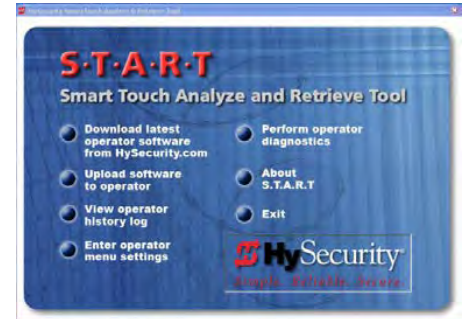 S·T·A·R·T
Smart Touch Analyze and Retrieve Tool
Download latest
operator software
from HySecurity.com
Upload software
to operator
View operator
history log
Enter operator
menu settings
Perform operator
diagnostics
About
S.T.A.R.T
Exit
HySecurity
Simple. Reliable. Secure.